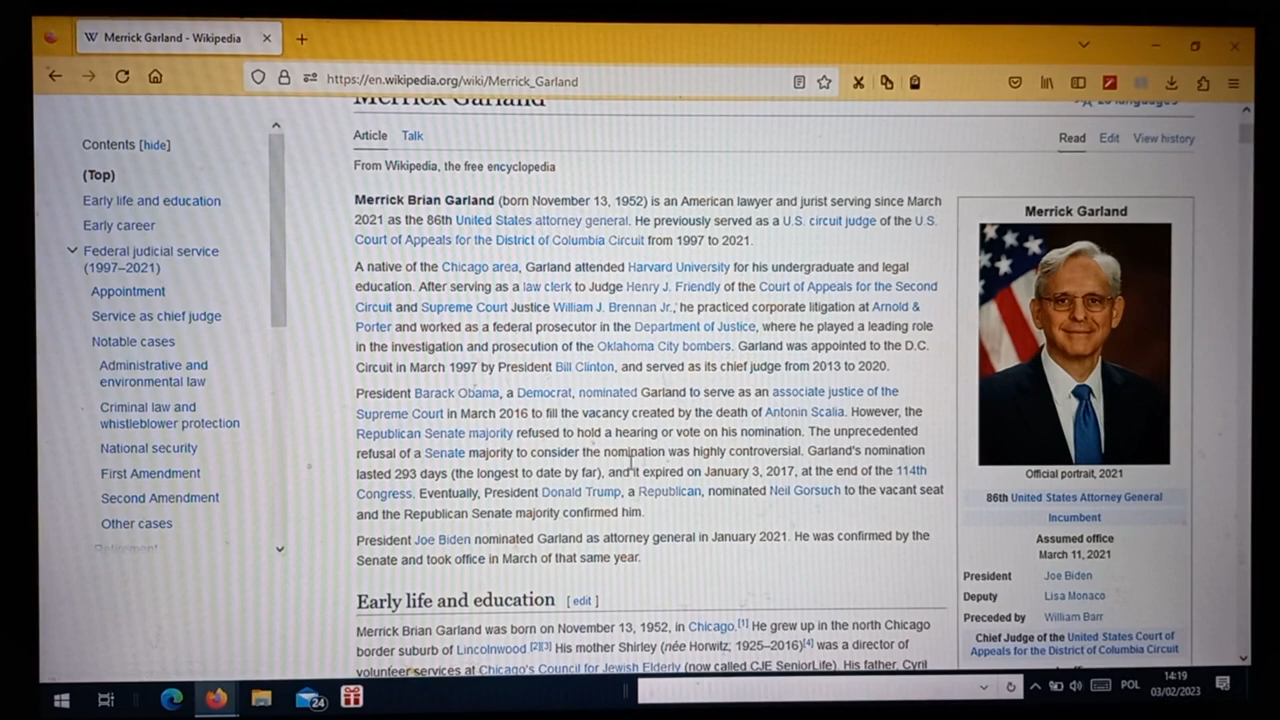 Merrick Garland - Wikipedia
https://en.wikipedia.org/wiki/Merrick_Garland
Merrick Garland
Contents [hide]
(Top)
Early life and education
Early career
Federal judicial service
(1997–2021)
Appointment
Service as chief judge
Notable cases
Administrative and
environmental law
Criminal law and
whistleblower protection
National security
First Amendment
Second Amendment
Other cases
Retirement
Article Talk
Read Edit View history
From Wikipedia, the free encyclopedia
Merrick Brian Garland (born November 13, 1952) is an American lawyer and jurist serving since March
2021 as the 86th United States attorney general. He previously served as a U.S. circuit judge of the U.S.
Court of Appeals for the District of Columbia Circuit from 1997 to 2021.
A native of the Chicago area, Garland attended Harvard University for his undergraduate and legal
education. After serving as a law clerk to Judge Henry J. Friendly of the Court of Appeals for the Second
Circuit and Supreme Court Justice William J. Brennan Jr., he practiced corporate litigation at Arnold &
Porter and worked as a federal prosecutor in the Department of Justice, where he played a leading role
in the investigation and prosecution of the Oklahoma City bombers. Garland was appointed to the D.C.
Circuit in March 1997 by President Bill Clinton, and served as its chief judge from 2013 to 2020.
President Barack Obama, a Democrat, nominated Garland to serve as an associate justice of the
Supreme Court in March 2016 to fill the vacancy created by the death of Antonin Scalia. However, the
Republican Senate majority refused to hold a hearing or vote on his nomination. The unprecedented
refusal of a Senate majority to consider the nomination was highly controversial. Garland's nomination
lasted 293 days (the longest to date by far), and it expired on January 3, 2017, at the end of the 114th
Congress. Eventually, President Donald Trump, a Republican, nominated Neil Gorsuch to the vacant seat
and the Republican Senate majority confirmed him.
President Joe Biden nominated Garland as attorney general in January 2021. He was confirmed by the
Senate and took office in March of that same year.
Early life and education [ edit ]
Merrick Brian Garland was born on November 13, 1952, in Chicago.[1] He grew up in the north Chicago
border suburb of Lincolnwood.[2][3] His mother Shirley (née Horwitz; 1925–2016)[4] was a director of
volunteer services at Chicago's Council for Jewish Elderly (now called CJE SeniorLife). His father, Cyril
Merrick Garland
Official portrait, 2021
86th United States Attorney General
Incumbent
Assumed office
March 11, 2021
President Joe Biden
Deputy Lisa Monaco
Preceded by William Barr
Chief Judge of the United States Court of
Appeals for the District of Columbia Circuit
24
POL
14:19
03/02/2023